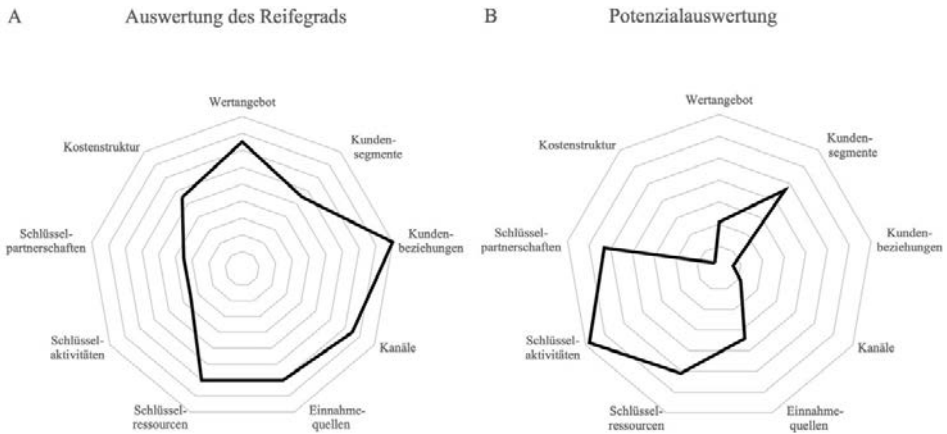 A
Auswertung des Reifegrads
Wertangebot
Kunden-
segmente
Kunden-
beziehungen
Kanäle
Einnahme-
quellen
Schlüssel-
ressourcen
Schlüssel-
aktivitäten
Schlüssel-
partnerschaften
Kostenstruktur
B
Potenzialauswertung
Wertangebot
Kunden-
segmente
Kunden-
beziehungen
Kanäle
Einnahme-
quellen
Schlüssel-
ressourcen
Schlüssel-
aktivitäten
Schlüssel-
partnerschaften
Kostenstruktur